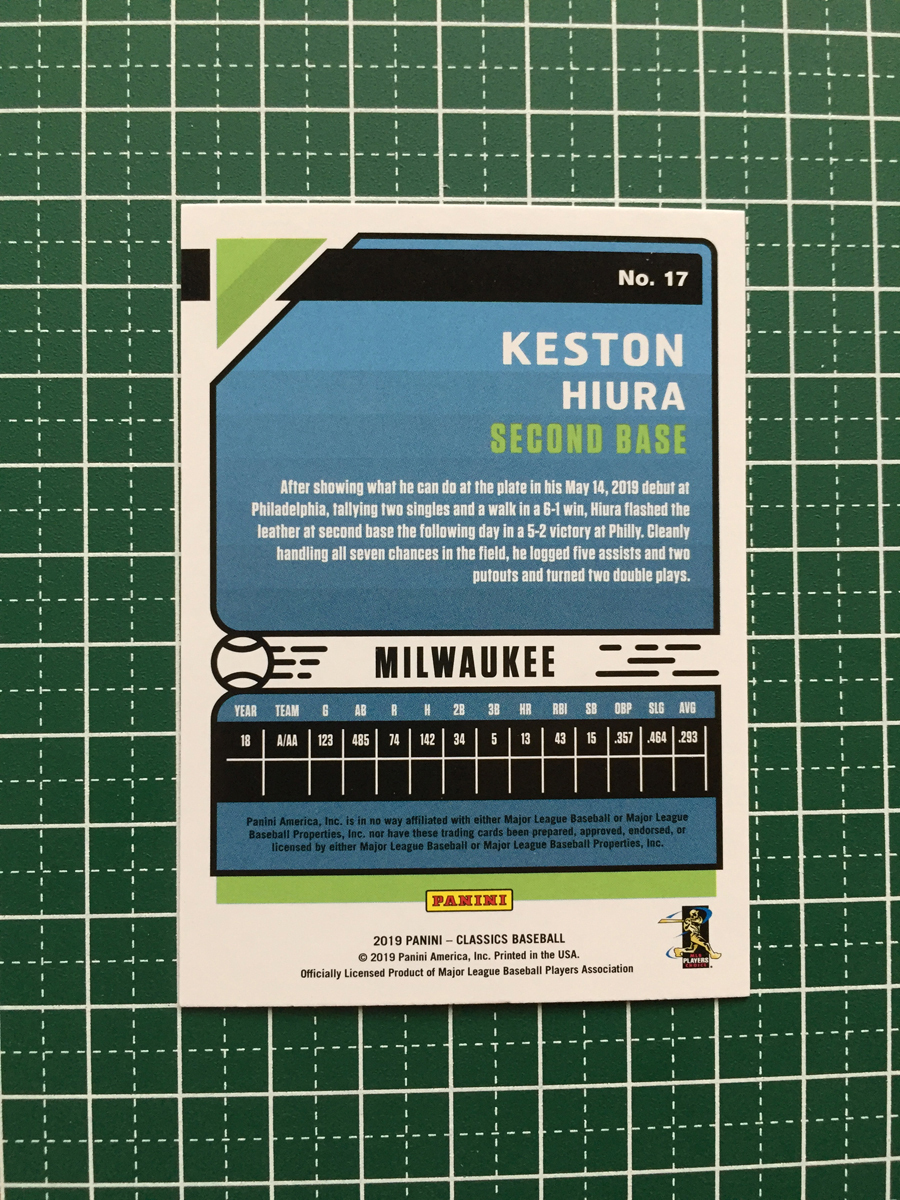 No. 17
KESTON
HIURA
SECOND BASE
After showing what he can do at the plate in his May 14, 2019 debut at
Philadelphia, tallying two singles and a walk in a 6-1 win, Hiura flashed the
leather at second base the following day in a 5-2 victory at Philly. Cleanly
handling all seven chances in the field, he logged five assists and two
putouts and turned two double plays.
MILWAUKEE
YEAR TEAM G AB R H 2B 3B HR RBI SB OBP SLG AVG
18 A/AA 123 485 74 142 34 5 13 43 15 .357 .464 .293
Panini America, Inc. is in no way affiliated with either Major League Baseball or Major League
Baseball Properties, Inc. nor have these trading cards been prepared, approved, endorsed, or
licensed by either Major League Baseball or Major League Baseball Properties, Inc.
PANINI
2019 PANINI – CLASSICS BASEBALL
© 2019 Panini America, Inc. Printed in the USA.
Officially Licensed Product of Major League Baseball Players Association
MLB
PLAYERS
CHOICE